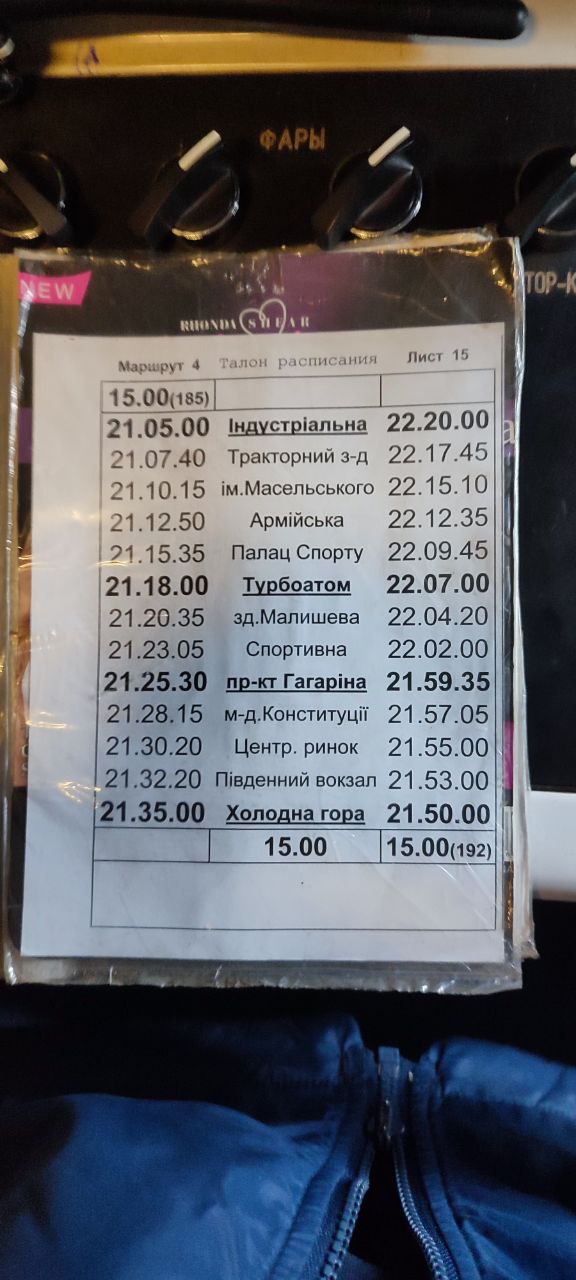 ФАРЫ
ТОР-К
NEW
RHONDA SHEAR
Маршрут 4 Талон расписания Лист 15
15.00(185)
21.05.00 Індустріальна 22.20.00
21.07.40 Тракторний з-д 22.17.45
21.10.15 ім.Масельського 22.15.10
21.12.50 Армійська 22.12.35
21.15.35 Палац Спорту 22.09.45
21.18.00 Турбоатом 22.07.00
21.20.35 зд.Малишева 22.04.20
21.23.05 Спортивна 22.02.00
21.25.30 пр-кт Гагаріна 21.59.35
21.28.15 м-д.Конституції 21.57.05
21.30.20 Центр. ринок 21.55.00
21.32.20 Південний вокзал 21.53.00
21.35.00 Холодна гора 21.50.00
15.00 15.00(192)